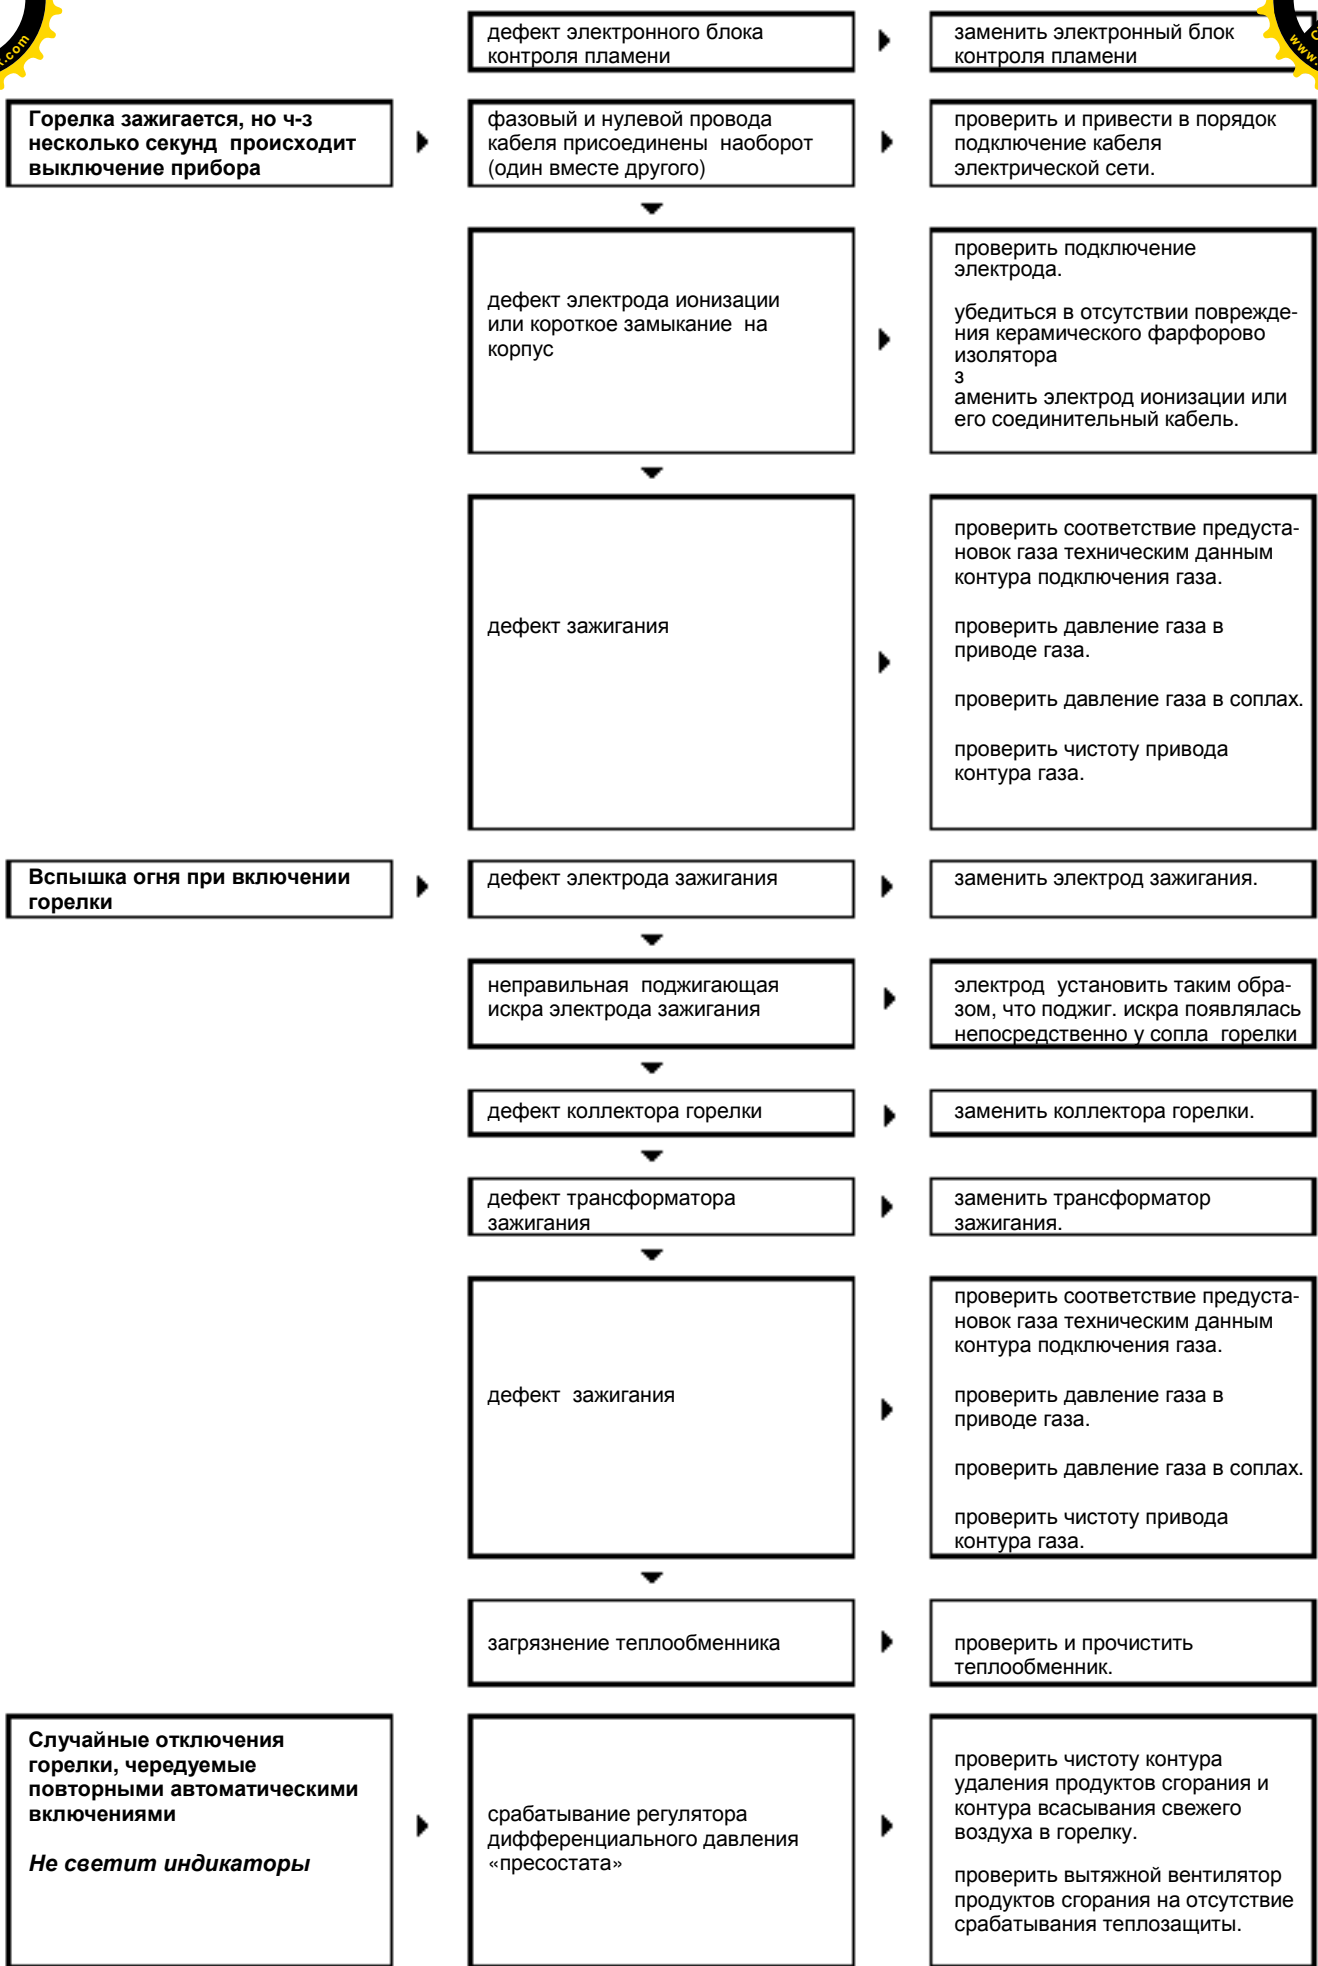 дефект электронного блока
контроля пламени
заменить электронный блок
контроля пламени
Горелка зажигается, но ч-з
несколько секунд происходит
выключение прибора
фазовый и нулевой провода
кабеля присоединены наоборот
(один вместо другого)
проверить и привести в порядок
подключение кабеля
электрической сети.
дефект электрода ионизации
или короткое замыкание на
корпус
проверить подключение
электрода.
убедиться в отсутствии поврежде-
ния керамического фарфорово
изолятора
з
аменить электрод ионизации или
его соединительный кабель.
дефект зажигания
проверить соответствие предуста-
новок газа техническим данным
контура подключения газа.
проверить давление газа в
приводе газа.
проверить давление газа в соплах.
проверить чистоту привода
контура газа.
Вспышка огня при включении
горелки
дефект электрода зажигания
заменить электрод зажигания.
неправильная поджигающая
искра электрода зажигания
электрод установить таким обра-
зом, что поджиг. искра появлялась
непосредственно у сопла горелки
дефект коллектора горелки
заменить коллектора горелки.
дефект трансформатора
зажигания
заменить трансформатор
зажигания.
дефект зажигания
проверить соответствие предуста-
новок газа техническим данным
контура подключения газа.
проверить давление газа в
приводе газа.
проверить давление газа в соплах.
проверить чистоту привода
контура газа.
загрязнение теплообменника
проверить и прочистить
теплообменник.
Случайные отключения
горелки, чередуемые
повторными автоматическими
включениями
Не светит индикаторы
срабатывание регулятора
дифференциального давления
«пресостата»
проверить чистоту контура
удаления продуктов сгорания и
контура всасывания свежего
воздуха в горелку.
проверить вытяжной вентилятор
продуктов сгорания на отсутствие
срабатывания теплозащиты.